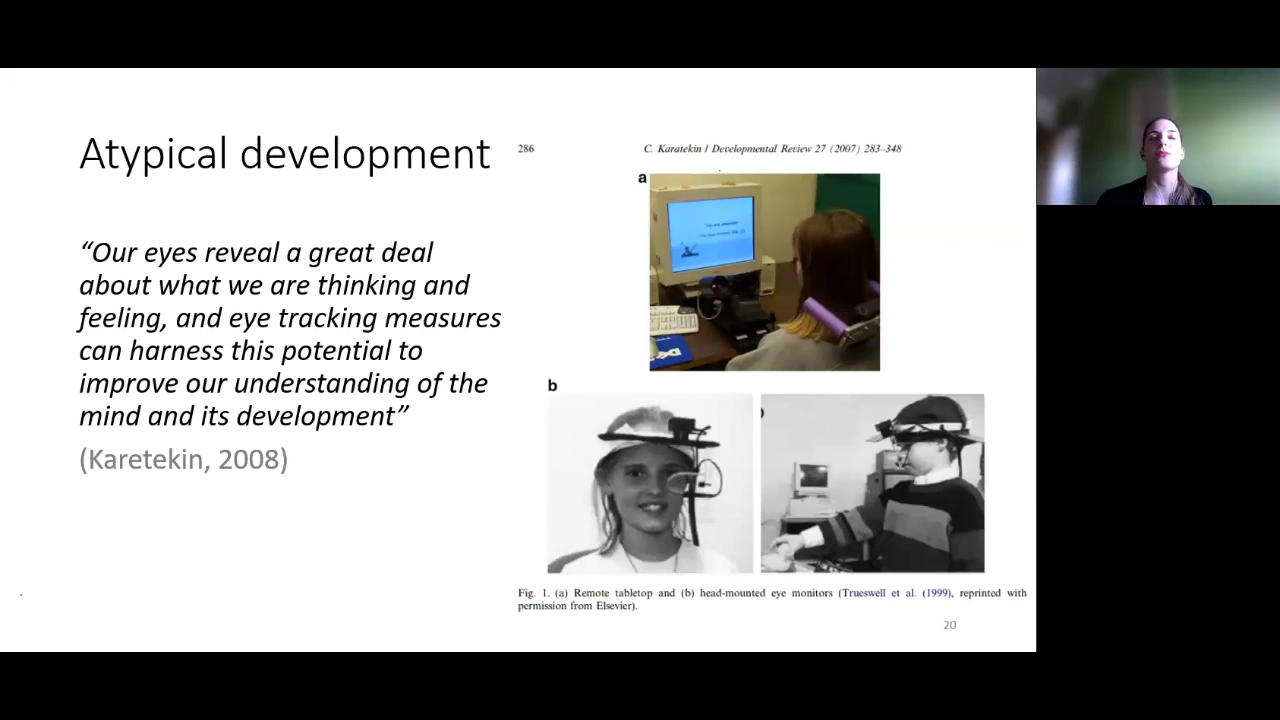 Atypical development
“Our eyes reveal a great deal
about what we are thinking and
feeling, and eye tracking measures
can harness this potential to
improve our understanding of the
mind and its development”
(Karetekin, 2008)
286
C. Karatekin / Developmental Review 27 (2007) 283–348
a
b
Fig. 1. (a) Remote tabletop and (b) head-mounted eye monitors (Trueswell et al. (1999), reprinted with
permission from Elsevier).
20